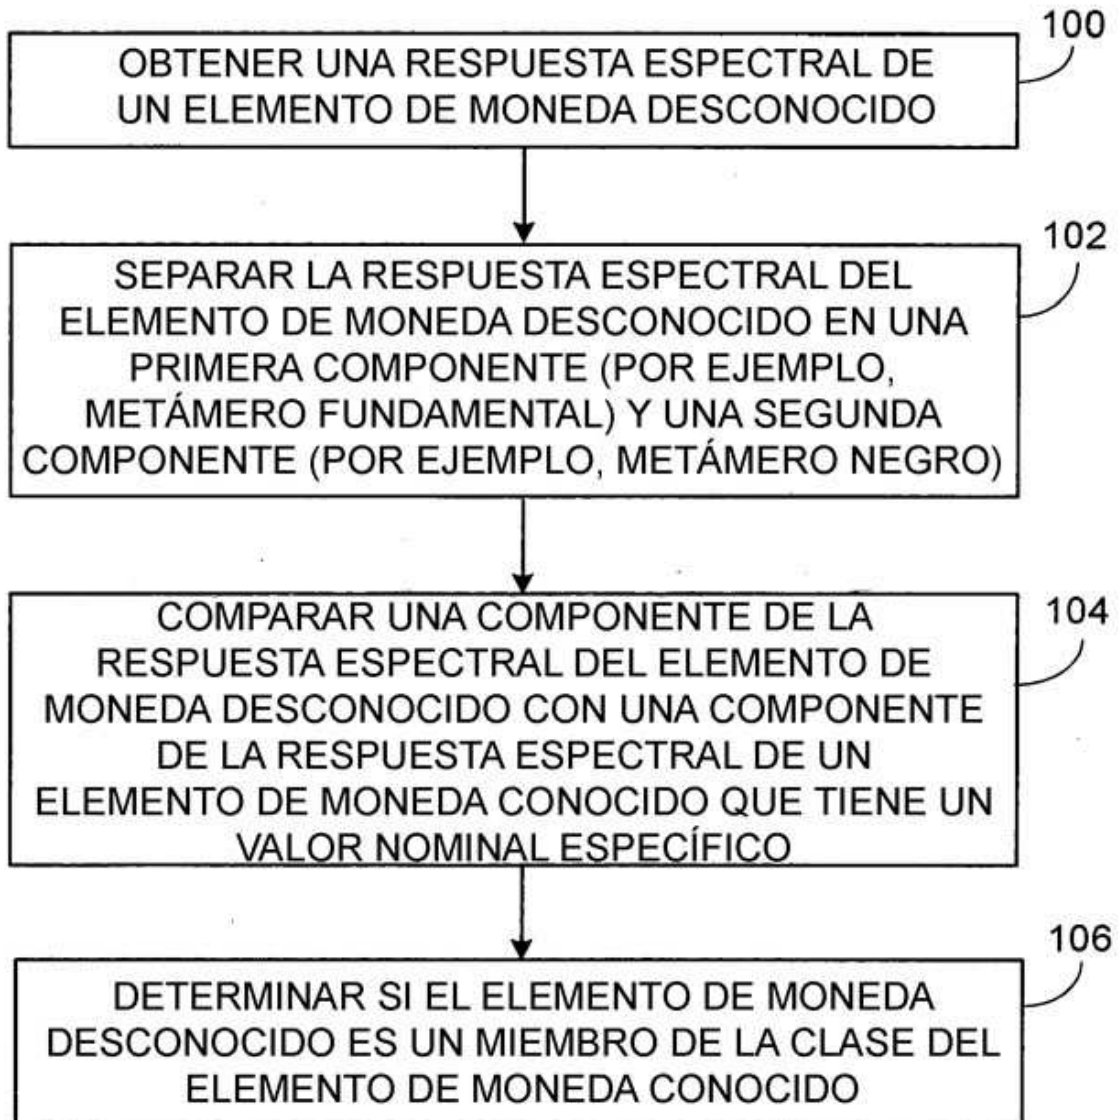 100
OBTENER UNA RESPUESTA ESPECTRAL DE
UN ELEMENTO DE MONEDA DESCONOCIDO
102
SEPARAR LA RESPUESTA ESPECTRAL DEL
ELEMENTO DE MONEDA DESCONOCIDO EN UNA
PRIMERA COMPONENTE (POR EJEMPLO,
METÁMERO FUNDAMENTAL) Y UNA SEGUNDA
COMPONENTE (POR EJEMPLO, METÁMERO NEGRO)
104
COMPARAR UNA COMPONENTE DE LA
RESPUESTA ESPECTRAL DEL ELEMENTO DE
MONEDA DESCONOCIDO CON UNA COMPONENTE
DE LA RESPUESTA ESPECTRAL DE UN
ELEMENTO DE MONEDA CONOCIDO QUE TIENE UN
VALOR NOMINAL ESPECÍFICO
106
DETERMINAR SI EL ELEMENTO DE MONEDA
DESCONOCIDO ES UN MIEMBRO DE LA CLASE DEL
ELEMENTO DE MONEDA CONOCIDO